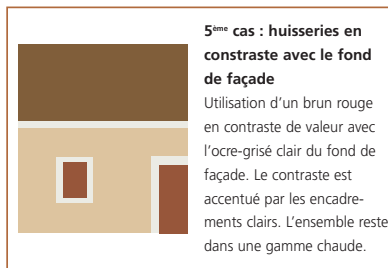 5ème cas : huisseries en
constraste avec le fond
de façade
Utilisation d’un brun rouge
en contraste de valeur avec
l’ocre-grisé clair du fond de
façade. Le contraste est
accentué par les encadre-
ments clairs. L’ensemble reste
dans une gamme chaude.